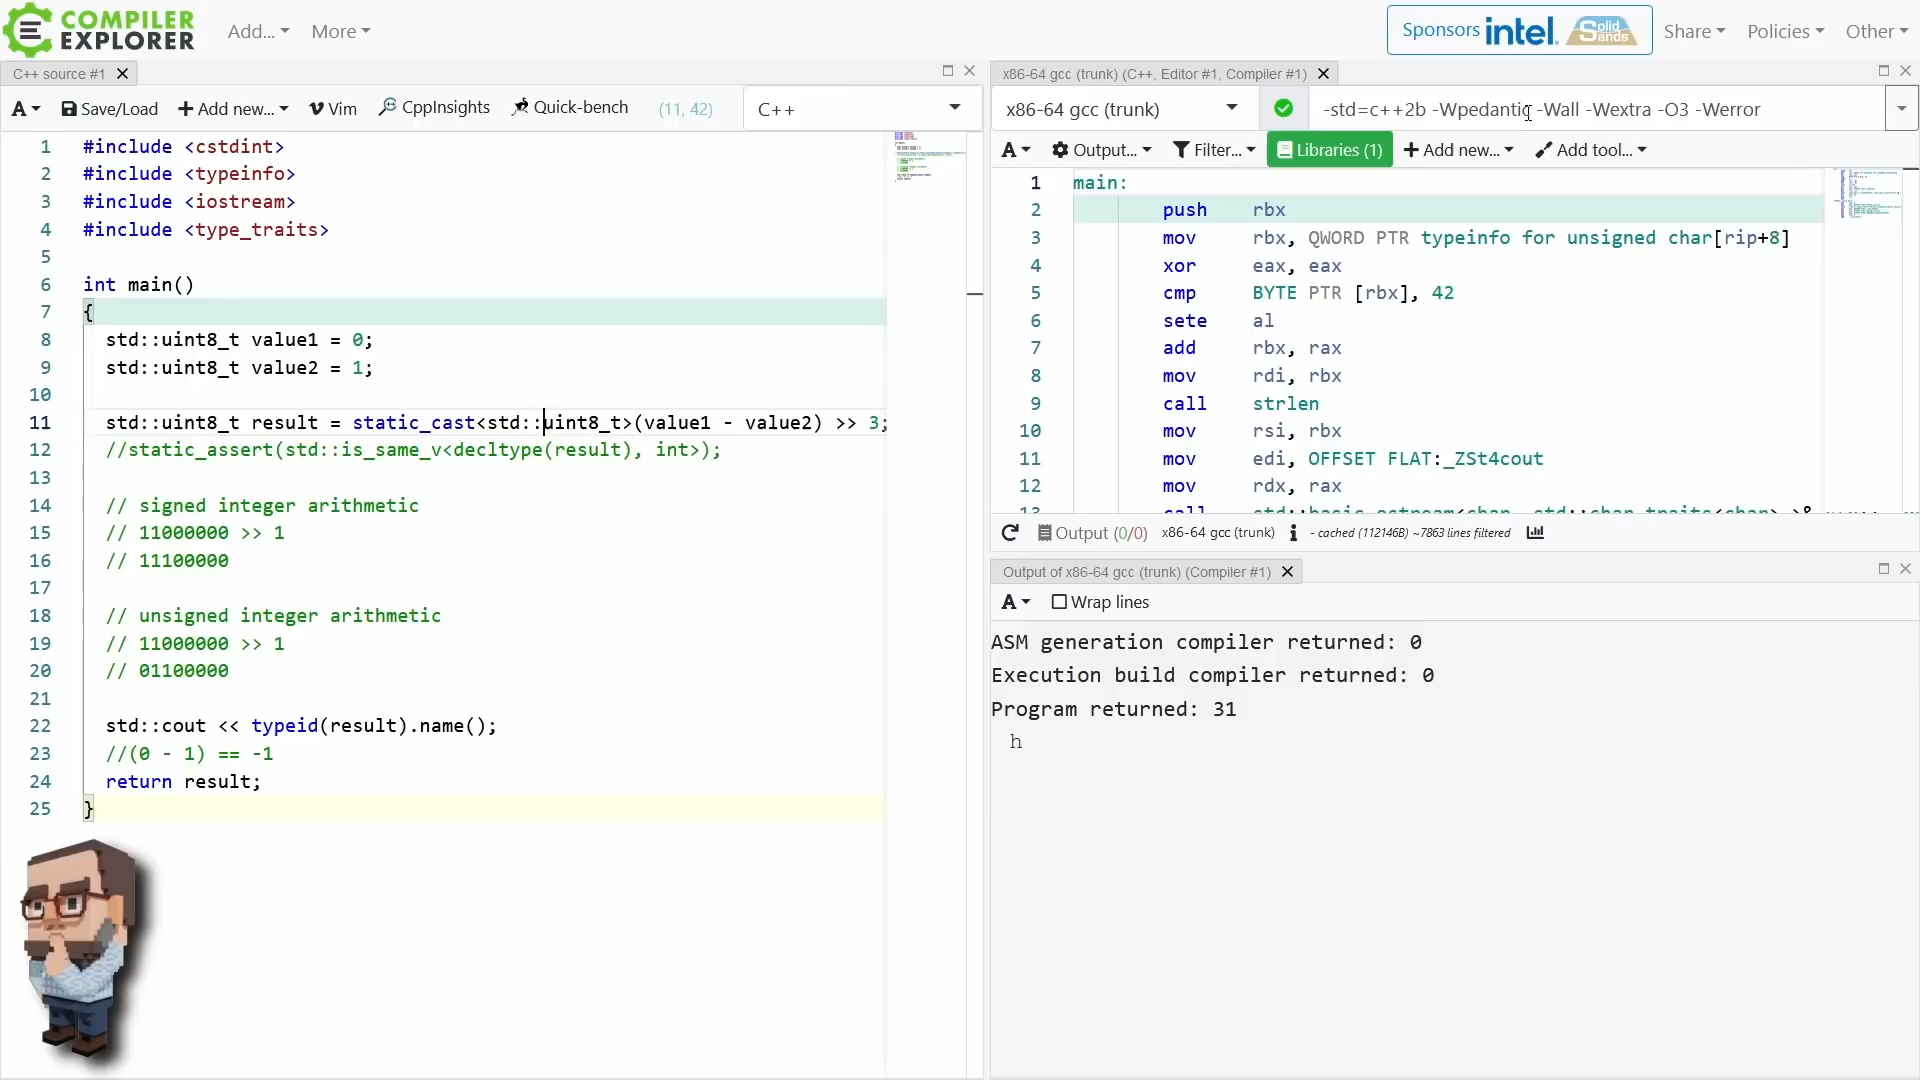 COMPILER
EXPLORER
Add...
More
Sponsors intel. Solid Sands
Share
Policies
Other
C++ source #1
A
Save/Load
Add new...
Vim
CppInsights
Quick-bench
(11, 42)
C++
1 #include <cstdint>
2 #include <typeinfo>
3 #include <iostream>
4 #include <type_traits>
5
6 int main()
7 {
8 std::uint8_t value1 = 0;
9 std::uint8_t value2 = 1;
10
11 std::uint8_t result = static_cast<std::uint8_t>(value1 - value2) >> 3;
12 //static_assert(std::is_same_v<decltype(result), int>);
13
14 // signed integer arithmetic
15 // 11000000 >> 1
16 // 11100000
17
18 // unsigned integer arithmetic
19 // 11000000 >> 1
20 // 01100000
21
22 std::cout << typeid(result).name();
23 //(0 - 1) == -1
24 return result;
25 }
x86-64 gcc (trunk) (C++, Editor #1, Compiler #1)
x86-64 gcc (trunk)
-std=c++2b -Wpedantic -Wall -Wextra -O3 -Werror
A
Output...
Filter...
Libraries (1)
Add new...
Add tool...
1 main:
2 push rbx
3 mov rbx, QWORD PTR typeinfo for unsigned char[rip+8]
4 xor eax, eax
5 cmp BYTE PTR [rbx], 42
6 sete al
7 add rbx, rax
8 mov rdi, rbx
9 call strlen
10 mov rsi, rbx
11 mov edi, OFFSET FLAT:_ZSt4cout
12 mov rdx, rax
13 call std::basic_ostream<char, std::char_traits<char> >&
Output (0/0) x86-64 gcc (trunk) - cached (112146B) ~7863 lines filtered
Output of x86-64 gcc (trunk) (Compiler #1)
A
Wrap lines
ASM generation compiler returned: 0
Execution build compiler returned: 0
Program returned: 31
h